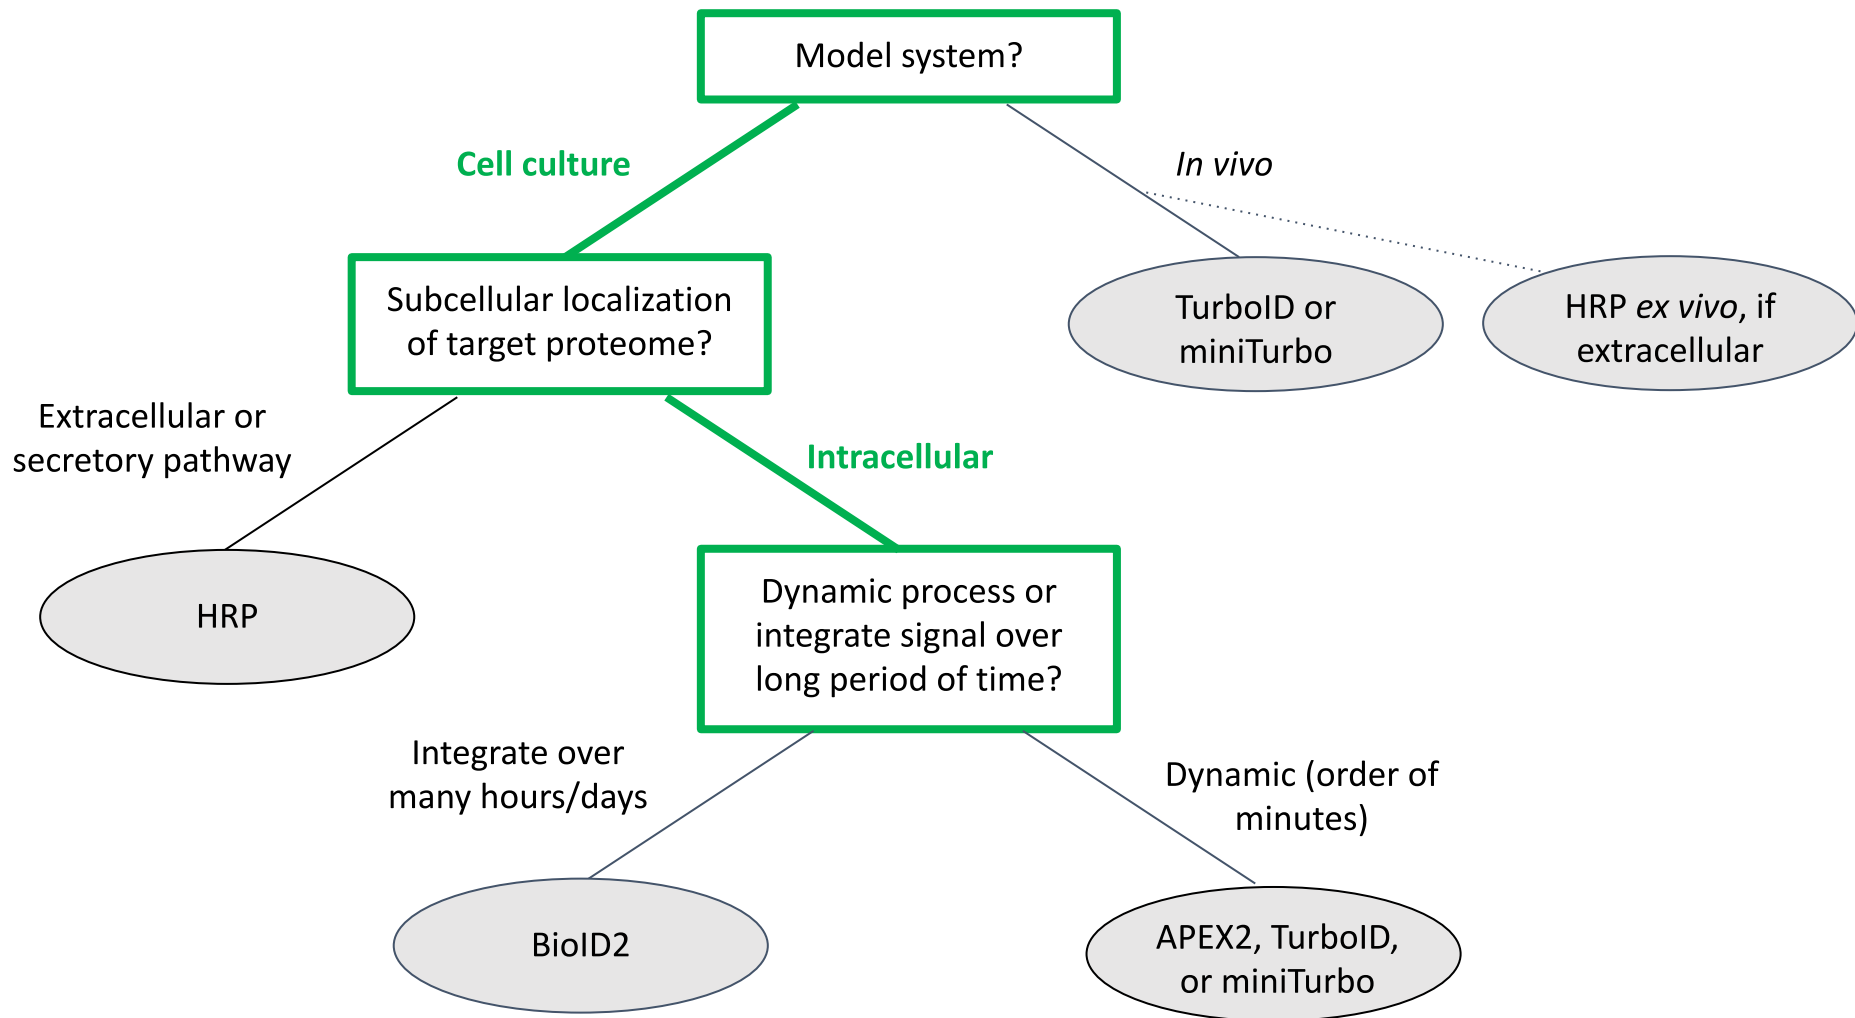 Model system?
Cell culture
In vivo
Subcellular localization
of target proteome?
TurboID or
miniTurbo
HRP ex vivo, if
extracellular
Extracellular or
secretory pathway
Intracellular
HRP
Dynamic process or
integrate signal over
long period of time?
Integrate over
many hours/days
Dynamic (order of
minutes)
BioID2
APEX2, TurboID,
or miniTurbo